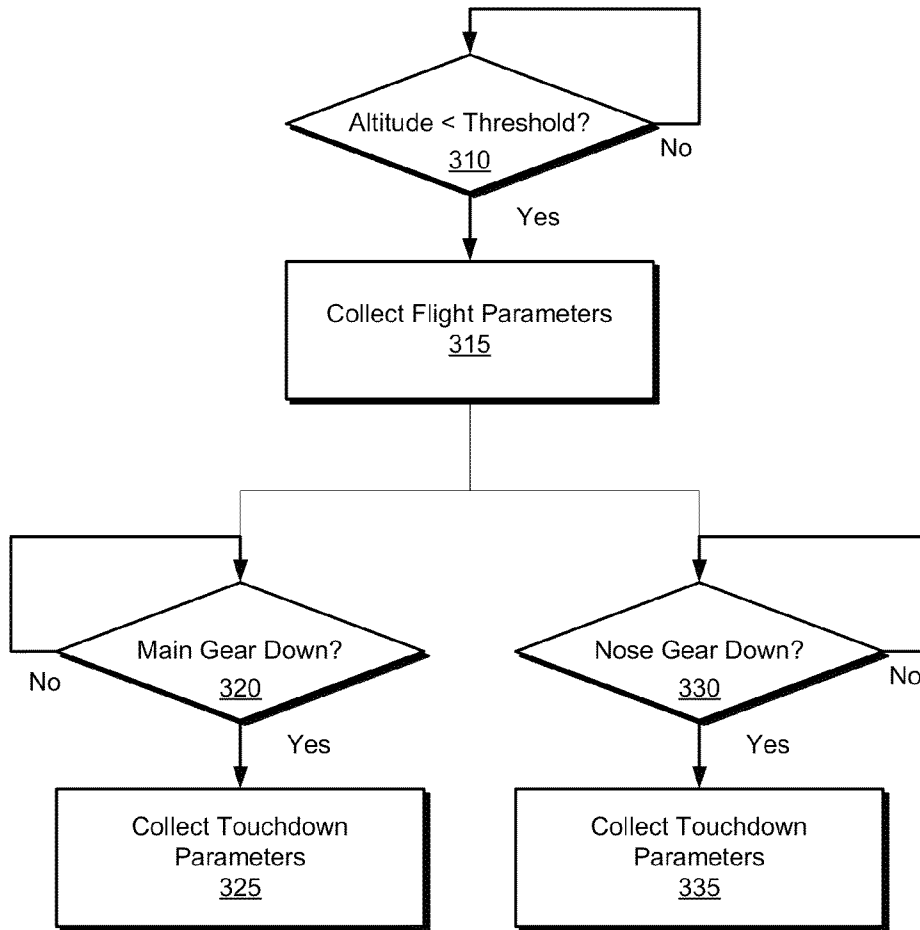 Altitude < Threshold?
310
No
Yes
Collect Flight Parameters
315
Main Gear Down?
320
No
Yes
Nose Gear Down?
330
No
Yes
Collect Touchdown
Parameters
325
Collect Touchdown
Parameters
335